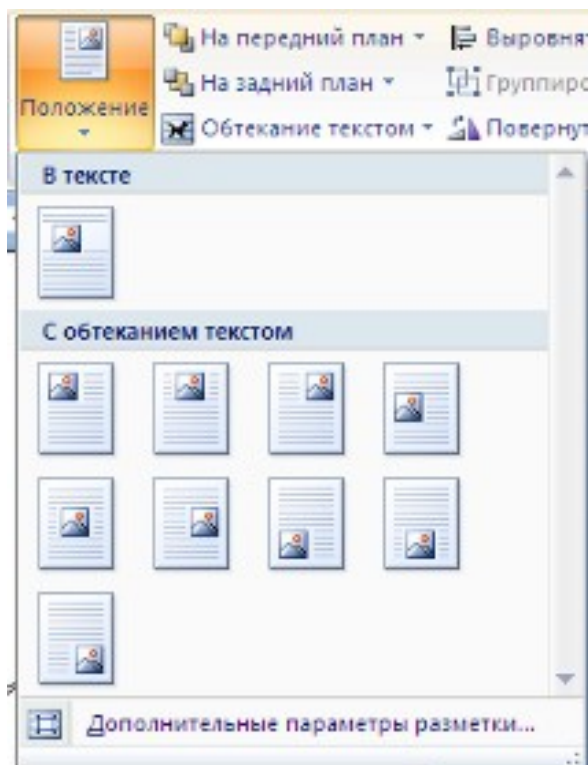 На передний план
Выровнят
На задний план
Группиро
Положение
Обтекание текстом
Повернут
В тексте
С обтеканием текстом
Дополнительные параметры разметки...